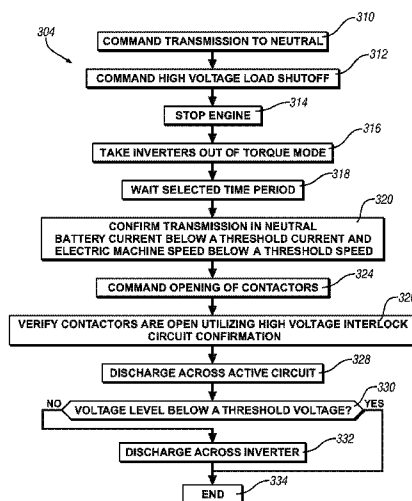 304
310
COMMAND TRANSMISSION TO NEUTRAL
312
COMMAND HIGH VOLTAGE LOAD SHUTOFF
314
STOP ENGINE
316
TAKE INVERTERS OUT OF TORQUE MODE
318
WAIT SELECTED TIME PERIOD
320
CONFIRM TRANSMISSION IN NEUTRAL
BATTERY CURRENT BELOW A THRESHOLD CURRENT AND
ELECTRIC MACHINE SPEED BELOW A THRESHOLD SPEED
324
COMMAND OPENING OF CONTACTORS
VERIFY CONTACTORS ARE OPEN UTILIZING HIGH VOLTAGE INTERLOCK
CIRCUIT CONFIRMATION
328
DISCHARGE ACROSS ACTIVE CIRCUIT
330
NO VOLTAGE LEVEL BELOW A THRESHOLD VOLTAGE? YES
DISCHARGE ACROSS INVERTER
332
END
334